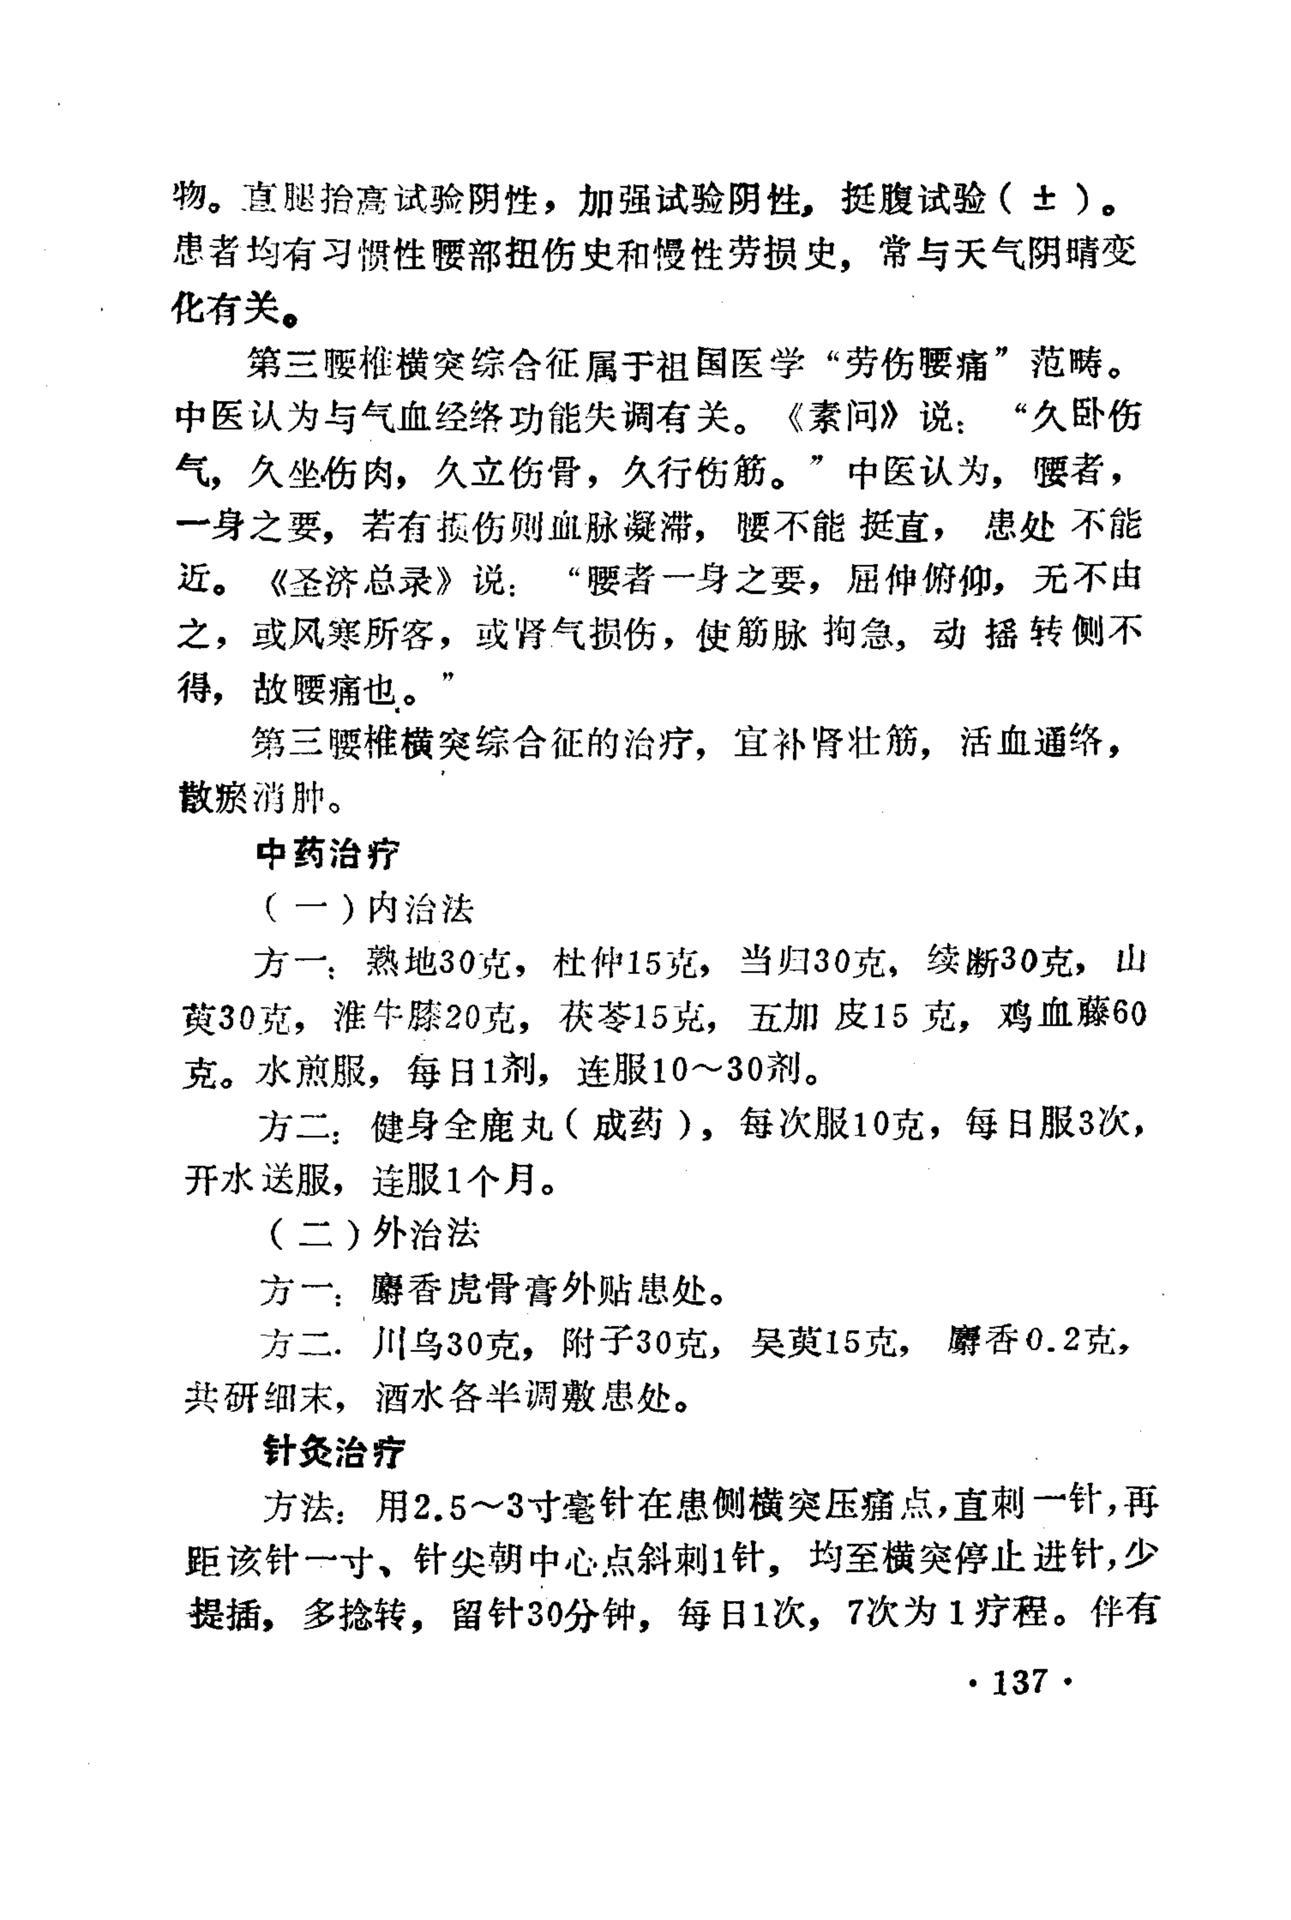 物。直腿抬高试验阴性，加强试验阴性，挺腹试验（±）。
患者均有习惯性腰部扭伤史和慢性劳损史，常与天气阴晴变
化有关。
第三腰椎横突综合征属于祖国医学“劳伤腰痛”范畴。
中医认为与气血经络功能失调有关。《素问》说：“久卧伤
气，久坐伤肉，久立伤骨，久行伤筋。”中医认为，腰者，
一身之要，若有损伤则血脉凝滞，腰不能挺直，患处不能
近。《圣济总录》说：“腰者一身之要，屈伸俯仰，无不由
之，或风寒所客，或肾气损伤，使筋脉拘急，动摇转侧不
得，故腰痛也。”
第三腰椎横突综合征的治疗，宜补肾壮筋，活血通络，
散瘀消肿。
中药治疗
（一）内治法
方一：熟地30克，杜仲15克，当归30克，续断30克，山
萸30克，淮牛膝20克，茯苓15克，五加皮15克，鸡血藤60
克。水煎服，每日1剂，连服10～30剂。
方二：健身全鹿丸（成药），每次服10克，每日服3次，
开水送服，连服1个月。
（二）外治法
方一：麝香虎骨膏外贴患处。
方二．川乌30克，附子30克，吴萸15克，麝香0.2克，
共研细末，酒水各半调敷患处。
针灸治疗
方法：用2.5～3寸毫针在患侧横突压痛点，直刺一针，再
距该针一寸、针尖朝中心点斜刺1针，均至横突停止进针，少
提插，多捻转，留针30分钟，每日1次，7次为1疗程。伴有
·137·